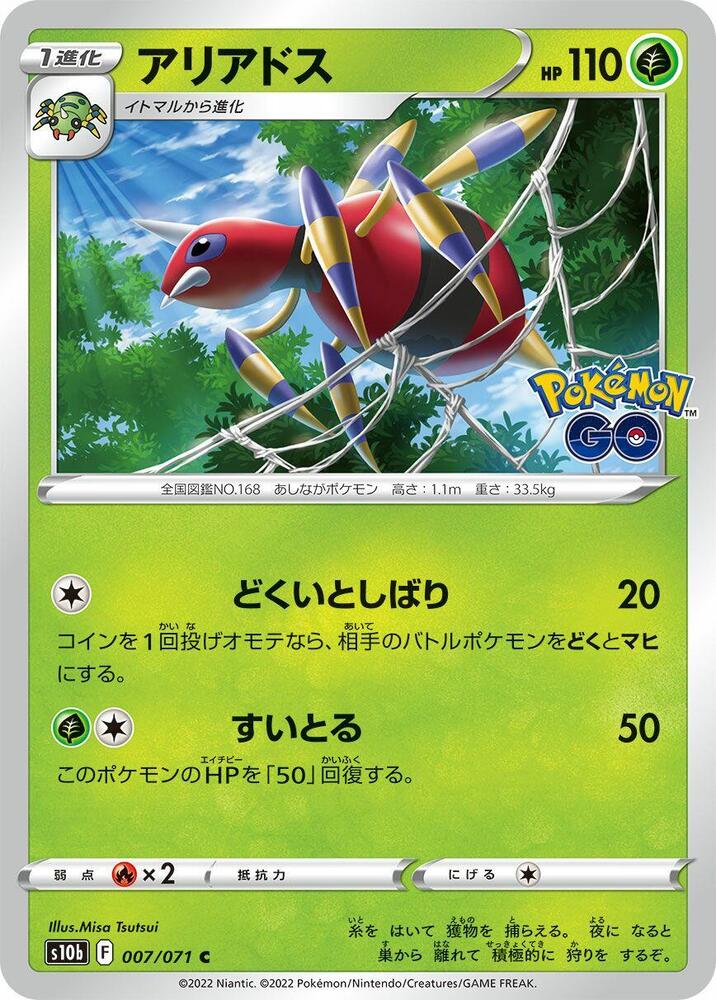 1進化
アリアドス
HP 110
イトマルから進化
Pokémon GO™
全国図鑑NO.168 あしながポケモン 高さ：1.1m 重さ：33.5kg
どくいとしばり 20
コインを1回投げオモテなら、相手のバトルポケモンをどくとマヒ
にする。
すいとる 50
このポケモンのHPを「50」回復する。
弱点 ×2 抵抗力 にげる
Illus.Misa Tsutsui
糸を はいて 獲物を 捕らえる。 夜に なると
巣から 離れて 積極的に 狩りを するぞ。
s10b F 007/071 C
©2022 Niantic. ©2022 Pokémon/Nintendo/Creatures/GAME FREAK.